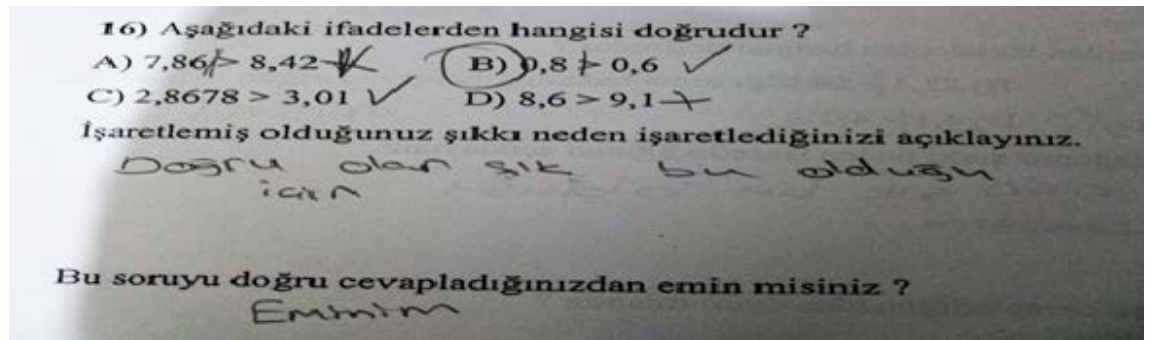 16) Aşağıdaki ifadelerden hangisi doğrudur ?
A) 7,86 > 8,42 B) 0,8 > 0,6 ✓
C) 2,8678 > 3,01 ✓ D) 8,6 > 9,1
İşaretlemiş olduğunuz şıkkı neden işaretlediğinizi açıklayınız.
Doğru olan şık bu olduğu
için
Bu soruyu doğru cevapladığınızdan emin misiniz ?
Eminim